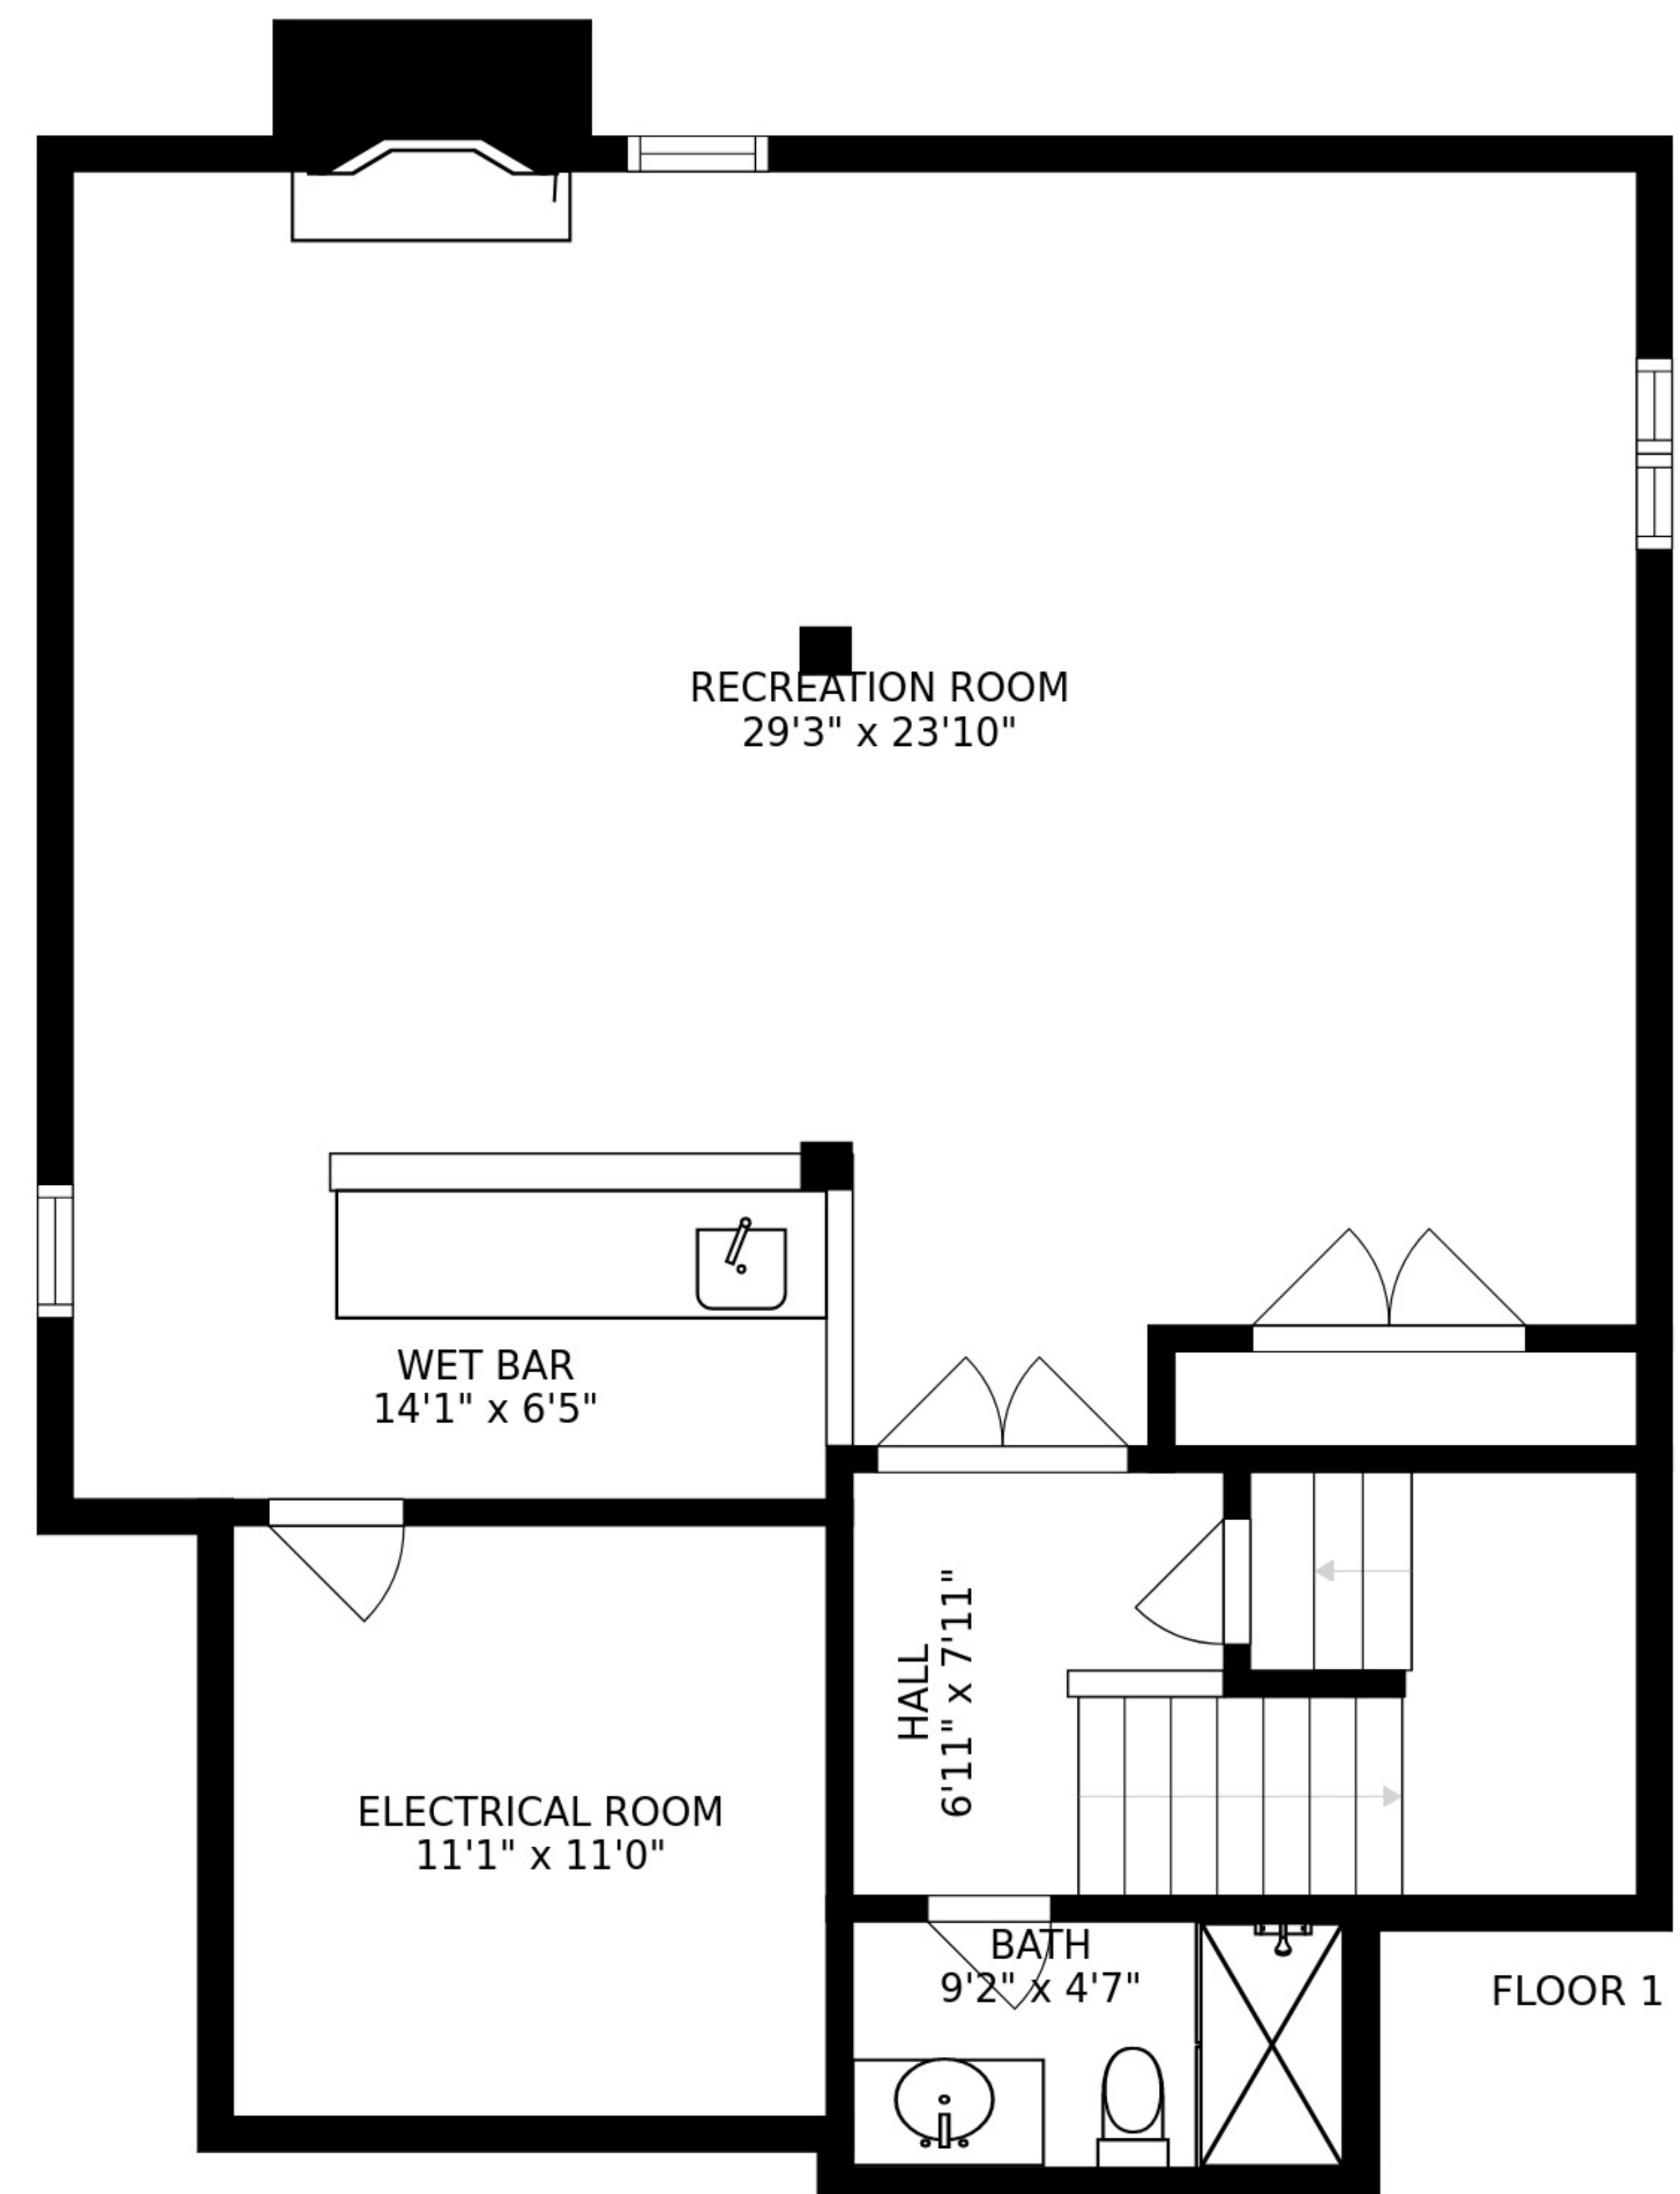 RECREATION ROOM
29'3" x 23'10"
WET BAR
14'1" x 6'5"
HALL
6'11" x 7'11"
ELECTRICAL ROOM
11'1" x 11'0"
BATH
9'2" x 4'7"
FLOOR 1